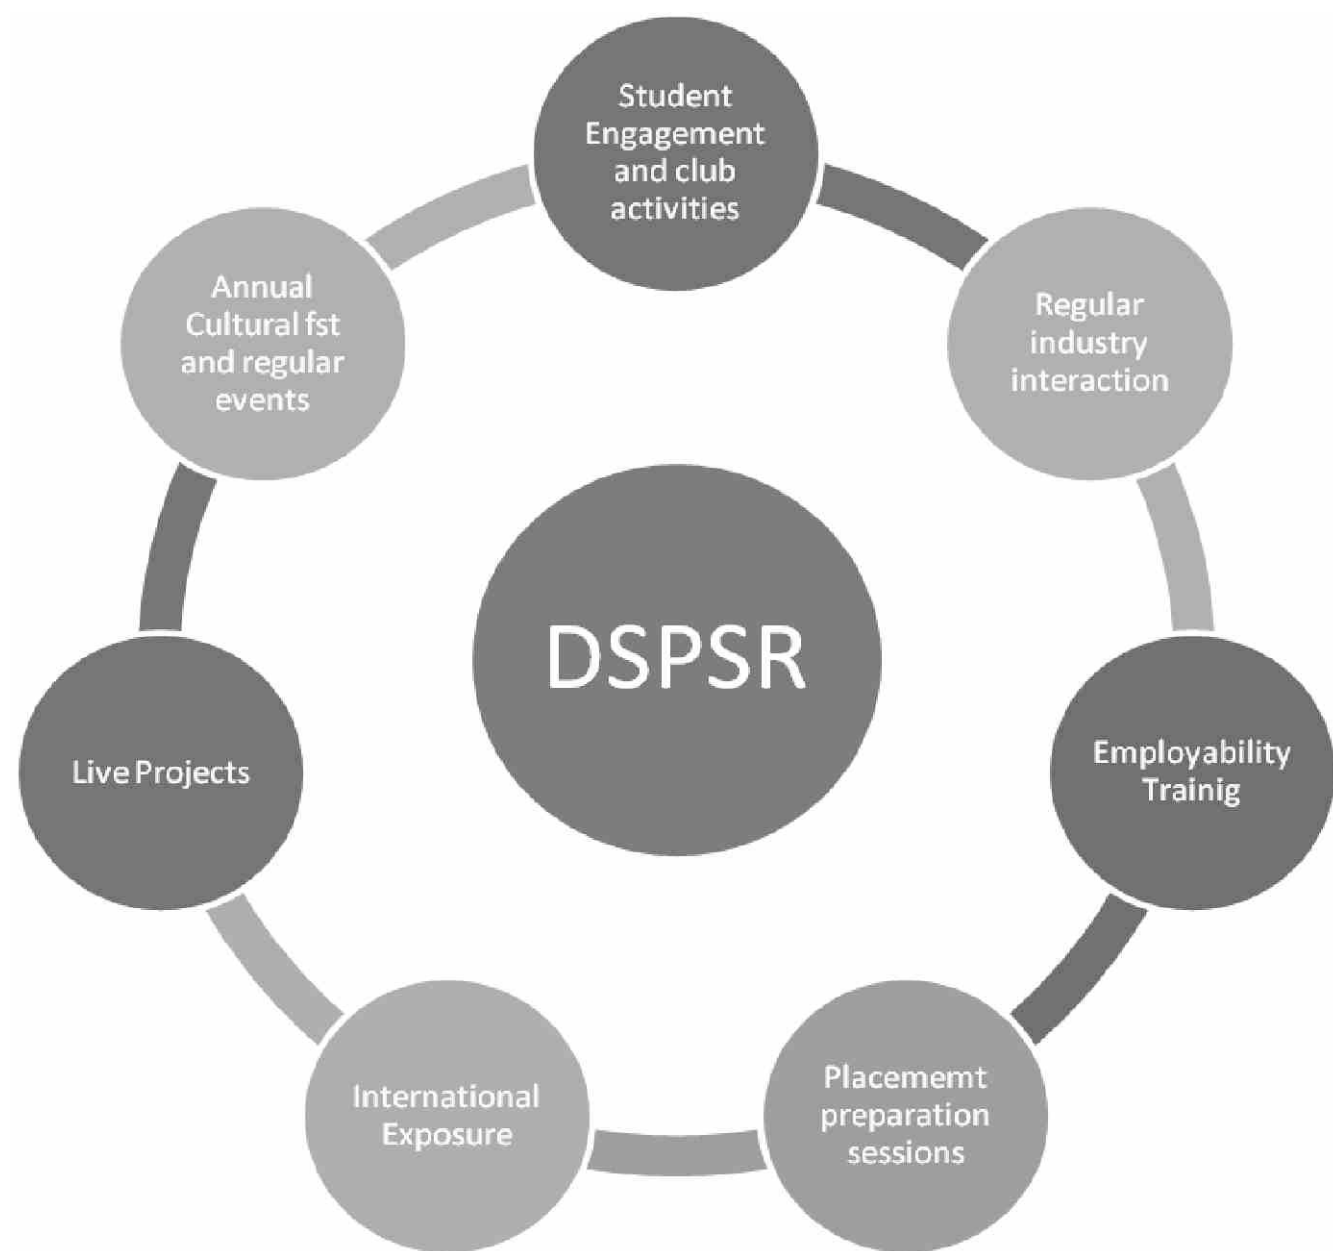 Student
Engagement
and club
activities
Regular
industry
interaction
Employability
Trainig
Placememt
preparation
sessions
International
Exposure
Live Projects
Annual
Cultural fst
and regular
events
DSPSR